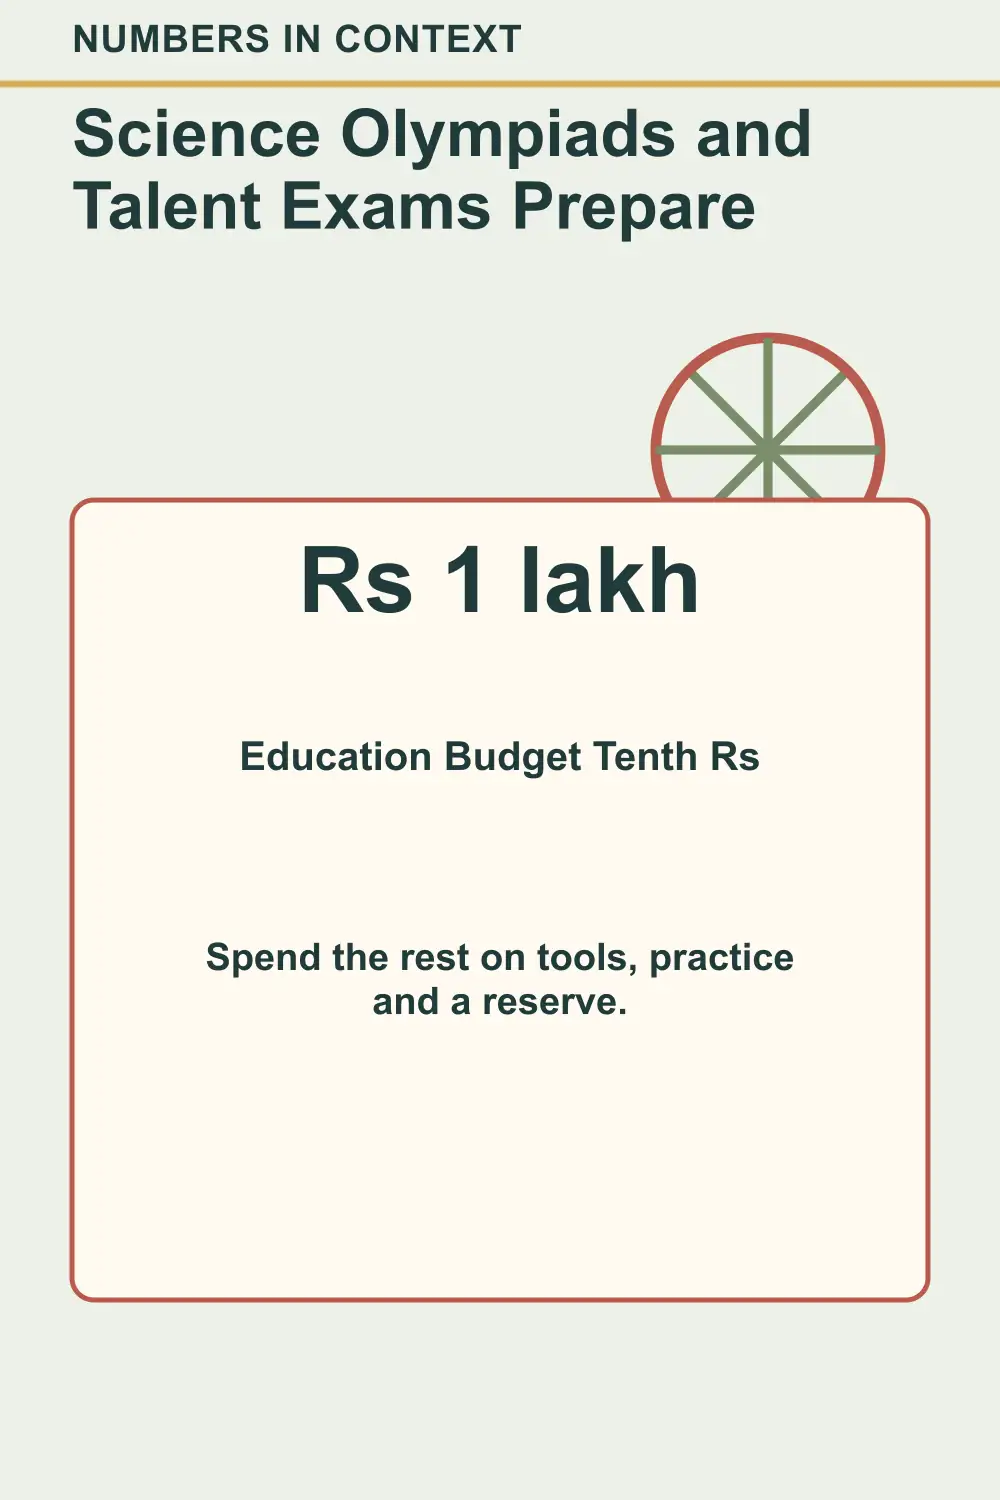 NUMBERS IN CONTEXT
Science Olympiads and
Talent Exams Prepare
Rs 1 lakh
Education Budget Tenth Rs
Spend the rest on tools, practice
and a reserve.